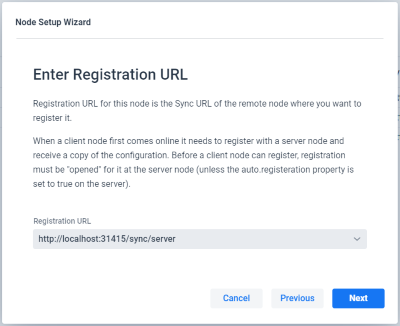 Node Setup Wizard
Enter Registration URL
Registration URL for this node is the Sync URL of the remote node where you want to
register it.
When a client node first comes online it needs to register with a server node and
receive a copy of the configuration. Before a client node can register, registration
must be "opened" for it at the server node (unless the auto.registeration property is
set to true on the server).
Registration URL
http://localhost:31415/sync/server
Cancel
Previous
Next